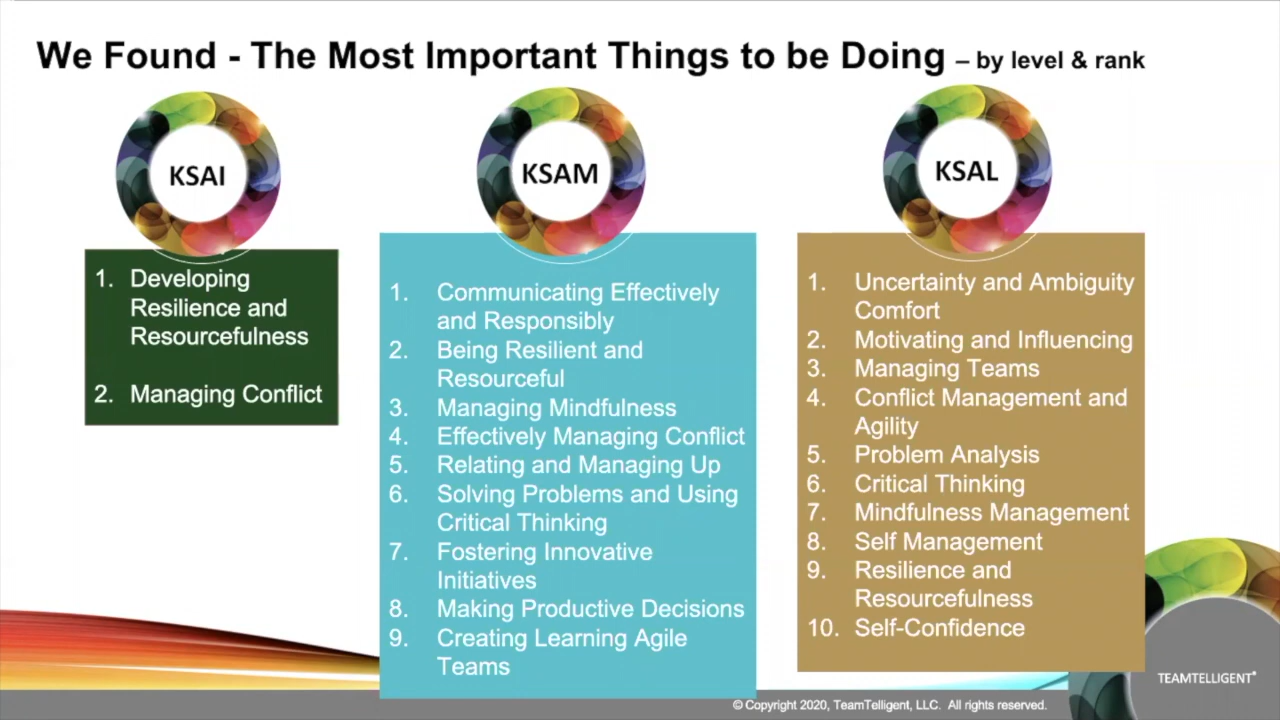 We Found - The Most Important Things to be Doing – by level & rank
KSAI
1. Developing
Resilience and
Resourcefulness
2. Managing Conflict
KSAM
1. Communicating Effectively
and Responsibly
2. Being Resilient and
Resourceful
3. Managing Mindfulness
4. Effectively Managing Conflict
5. Relating and Managing Up
6. Solving Problems and Using
Critical Thinking
7. Fostering Innovative
Initiatives
8. Making Productive Decisions
9. Creating Learning Agile
Teams
KSAL
1. Uncertainty and Ambiguity
Comfort
2. Motivating and Influencing
3. Managing Teams
4. Conflict Management and
Agility
5. Problem Analysis
6. Critical Thinking
7. Mindfulness Management
8. Self Management
9. Resilience and
Resourcefulness
10. Self-Confidence
TEAMTELLIGENT®
© Copyright 2020, TeamTelligent, LLC. All rights reserved.